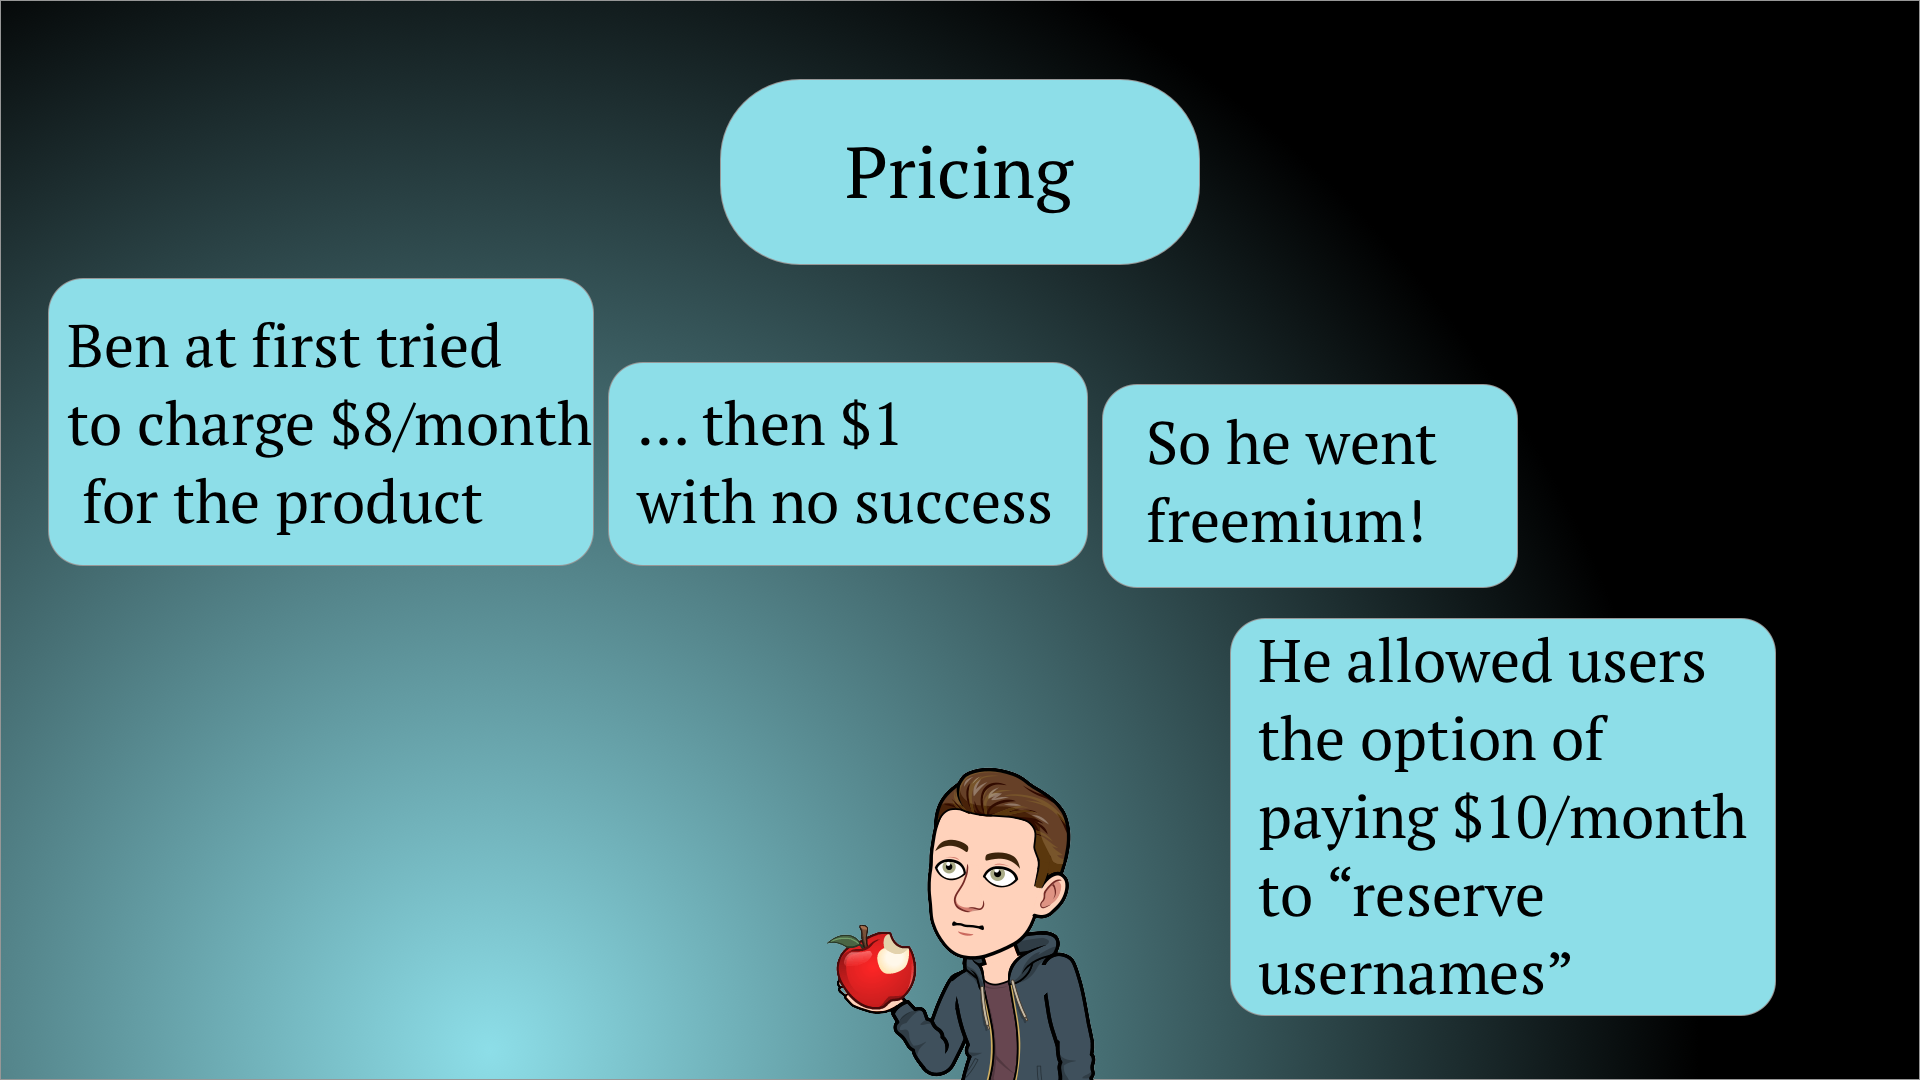 Pricing
Ben at first tried
to charge $8/month
for the product
... then $1
with no success
So he went
freemium!
He allowed users
the option of
paying $10/month
to “reserve
usernames”